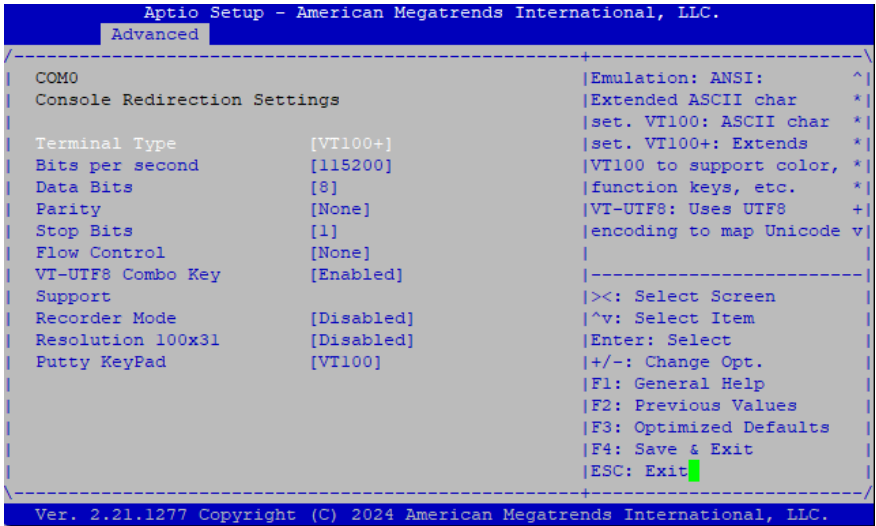 Aptio Setup - American Megatrends International, LLC.
Advanced
/-------------------------------------------------------+--------------------------\
| COM0 |Emulation: ANSI: ^|
| Console Redirection Settings |Extended ASCII char *|
| |set. VT100: ASCII char *|
| Terminal Type [VT100+] |set. VT100+: Extends *|
| Bits per second [115200] |VT100 to support color, *|
| Data Bits [8] |function keys, etc. *|
| Parity [None] |VT-UTF8: Uses UTF8 +|
| Stop Bits [1] |encoding to map Unicode v|
| Flow Control [None] | |
| VT-UTF8 Combo Key [Enabled] |--------------------------|
| Support |><: Select Screen |
| Recorder Mode [Disabled] |^v: Select Item |
| Resolution 100x31 [Disabled] |Enter: Select |
| Putty KeyPad [VT100] |+/-: Change Opt. |
| |F1: General Help |
| |F2: Previous Values |
| |F3: Optimized Defaults |
| |F4: Save & Exit |
| |ESC: Exit |
\-------------------------------------------------------+--------------------------/
Ver. 2.21.1277 Copyright (C) 2024 American Megatrends International, LLC.